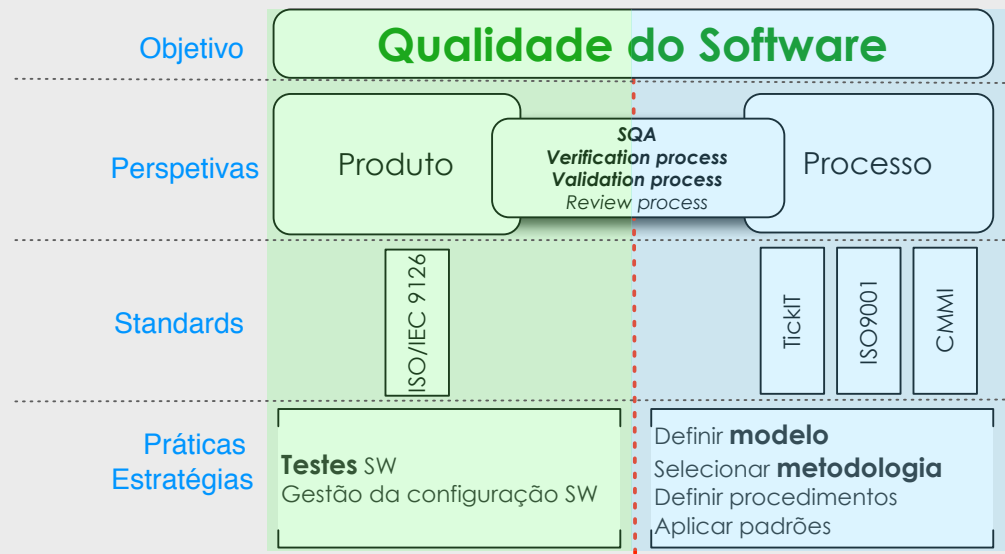 Objetivo
Qualidade do Software
Perspetivas
Produto
SQA
Verification process
Validation process
Review process
Processo
Standards
ISO/IEC 9126
TickIT
ISO9001
CMMI
Práticas
Estratégias
Testes SW
Gestão da configuração SW
Definir modelo
Selecionar metodologia
Definir procedimentos
Aplicar padrões